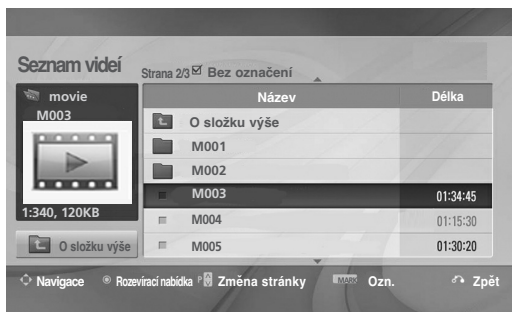 Seznam videí
Strana 2/3 Bez označení
movie
M003
1:340, 120KB
O složku výše
Název Délka
O složku výše
M001
M002
M003 01:34:45
M004 01:15:30
M005 01:30:20
Navigace Rozevírací nabídka P Změna stránky MARK Ozn. Zpět